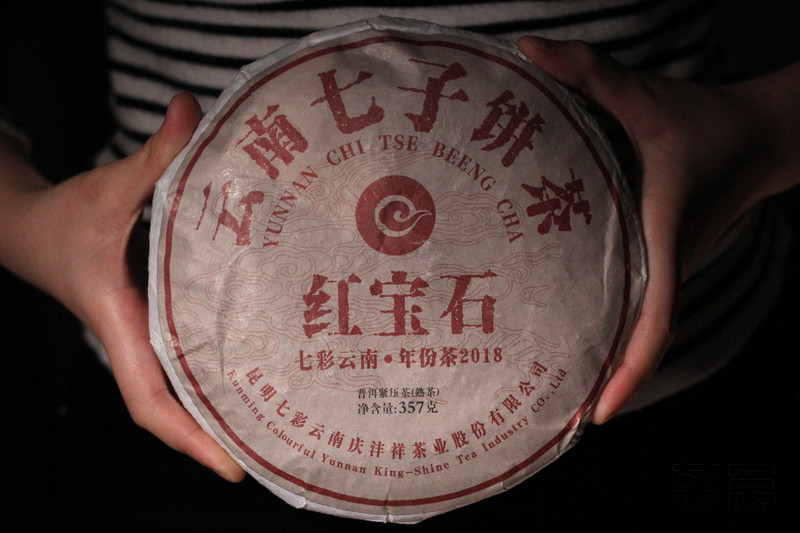 云南七子饼茶
YUNNAN CHI TSE BEENG CHA
红宝石
七彩云南•年份茶2018
普洱紧压茶(熟茶)
净含量:357克
昆明七彩云南庆沣祥茶业股份有限公司
Kunming Colourful Yunnan King-Shine Tea Industry CO., Ltd